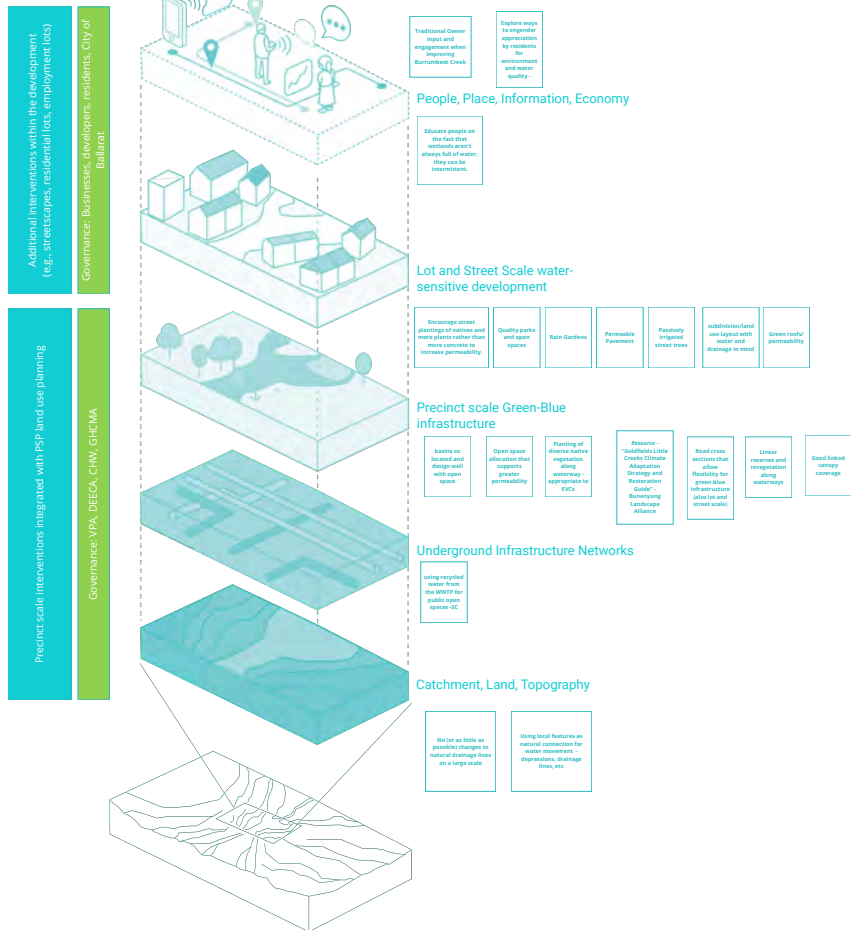 Additional interventions within the development
(e.g., streetscapes, residential lots, employment lots)
Governance: Businesses, developers, residents, City of
Ballarat
Precinct scale interventions integrated with PSP land use planning
Governance: VPA, DEECA, CHW, GHCMA
Traditional Owner
input and
engagement when
improving
Burrumbeet Creek
Explore ways
to engender
appreciation
by residents
for
environment
and water
quality -
People, Place, Information, Economy
Educate people on
the fact that
wetlands aren't
always full of water,
they can be
intermittent.
Lot and Street Scale water-
sensitive development
Encourage street
plantings of natives and
more plants rather than
more concrete to
increase permeability.
Quality parks
and open
spaces
Rain Gardens
Permeable
Pavement
Passively
irrigated
street trees
subdivision/land
use layout with
water and
drainage in mind
Green roofs/
permeability
Precinct scale Green-Blue
infrastructure
basins co
located and
design well
with open
space
Open space
allocation that
supports
greater
permeability
Planting of
diverse native
vegetation
along
waterway -
appropriate to
EVCs
Resource -
"Goldfields Little
Creeks Climate
Adaptation
Strategy and
Restoration
Guide" -
Bunanyung
Landscape
Alliance
Road cross
sections that
allow
flexibility for
green-blue
infrastructure
(also lot and
street scale)
Linear
reserves and
revegetation
along
waterways
Good linked
canopy
coverage
Underground Infrastructure Networks
using recycled
water from
the WWTP for
public open
spaces -SC
Catchment, Land, Topography
No (or as little as
possible) changes to
natural drainage lines
on a large scale
Using local features as
natural connection for
water movement -
depressions, drainage
lines, etc